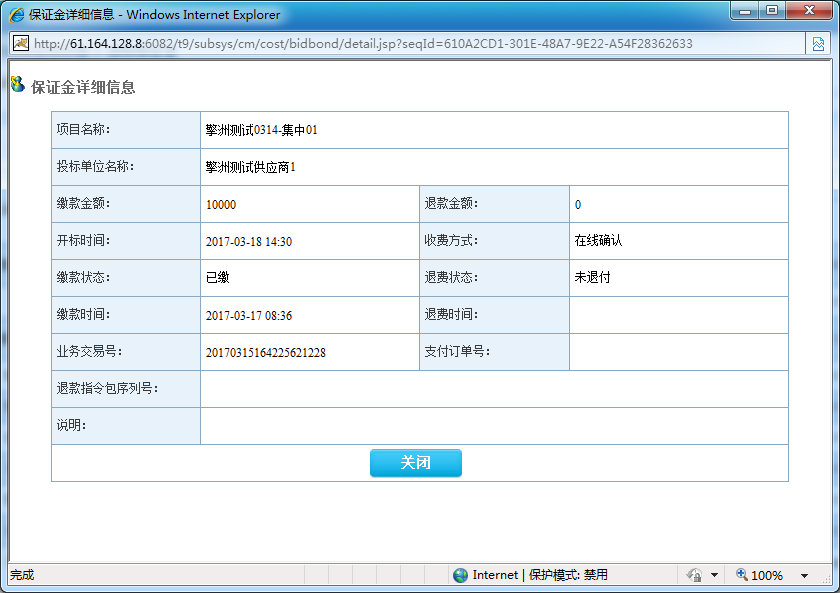 保证金详细信息 - Windows Internet Explorer
http://61.164.128.8:6082/t9/subsys/cm/cost/bidbond/detail.jsp?seqId=610A2CD1-301E-48A7-9E22-A54F28362633
保证金详细信息
项目名称： 擎洲测试0314-集中01
投标单位名称： 擎洲测试供应商1
缴款金额： 10000 退款金额： 0
开标时间： 2017-03-18 14:30 收费方式： 在线确认
缴款状态： 已缴 退费状态： 未退付
缴款时间： 2017-03-17 08:36 退费时间：
业务交易号： 20170315164225621228 支付订单号：
退款指令包序列号：
说明：
关闭
完成 Internet | 保护模式: 禁用 100%